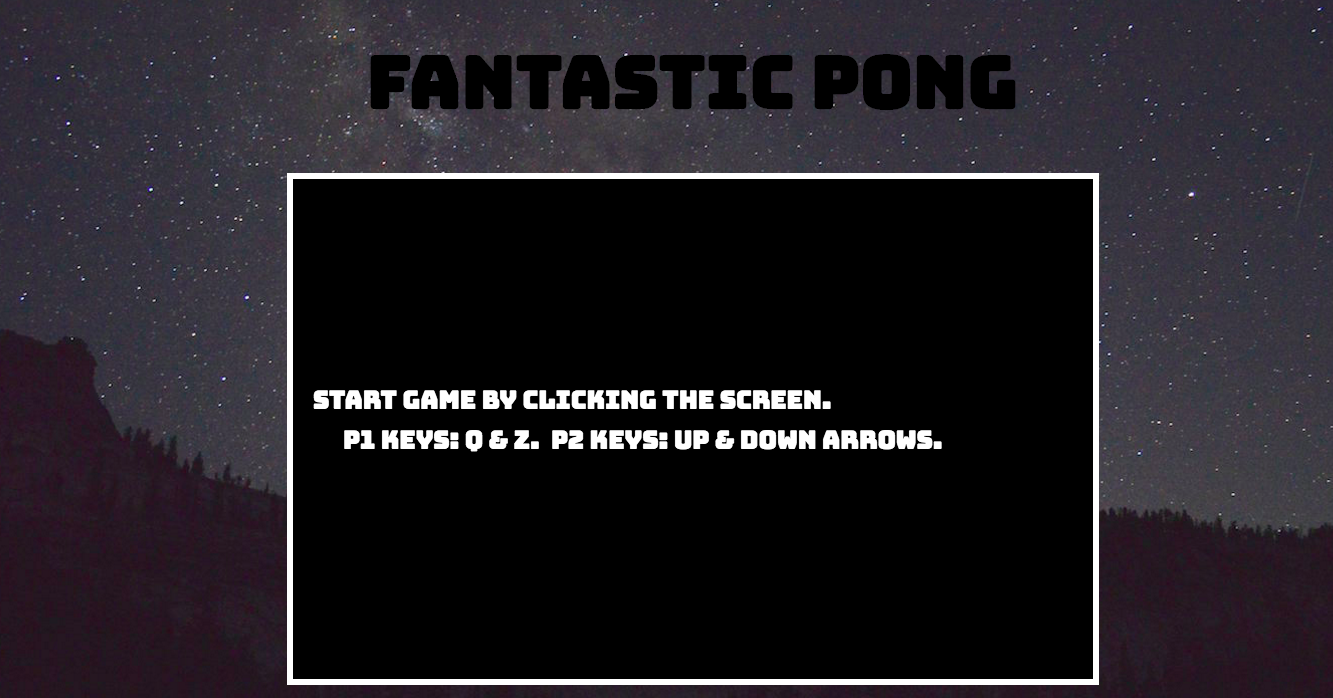 FANTASTIC PONG
START GAME BY CLICKING THE SCREEN.
P1 KEYS: Q & Z. P2 KEYS: UP & DOWN ARROWS.